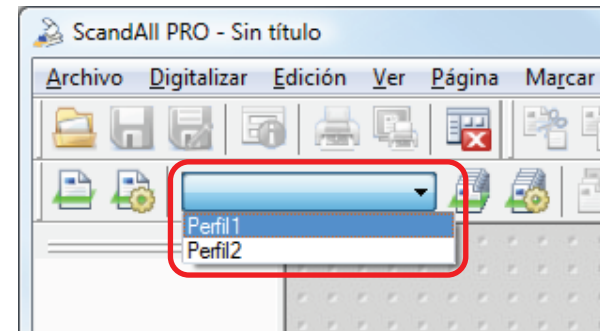 ScandAll PRO - Sin título
Archivo Digitalizar Edición Ver Página Marcar
Perfil1
Perfil2